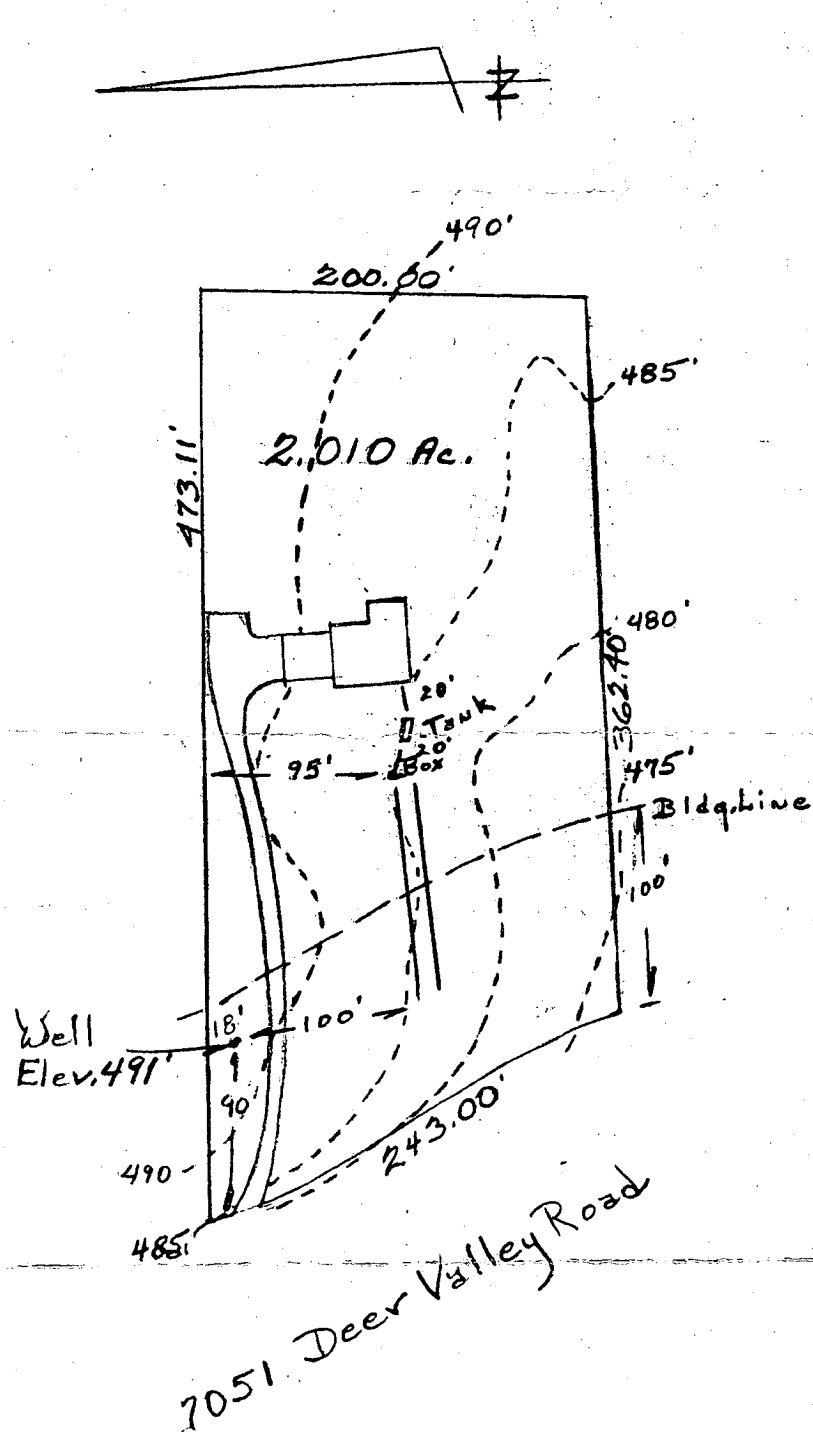 N
490'
200.00'
485'
473.11'
2.010 Ac.
480'
362.40'
20'
Tank
20'
Box
95'
475'
Bldg. Line
100'
18'
100'
Well
Elev. 491'
90'
490
243.00'
485'
7051 Deer Valley Road